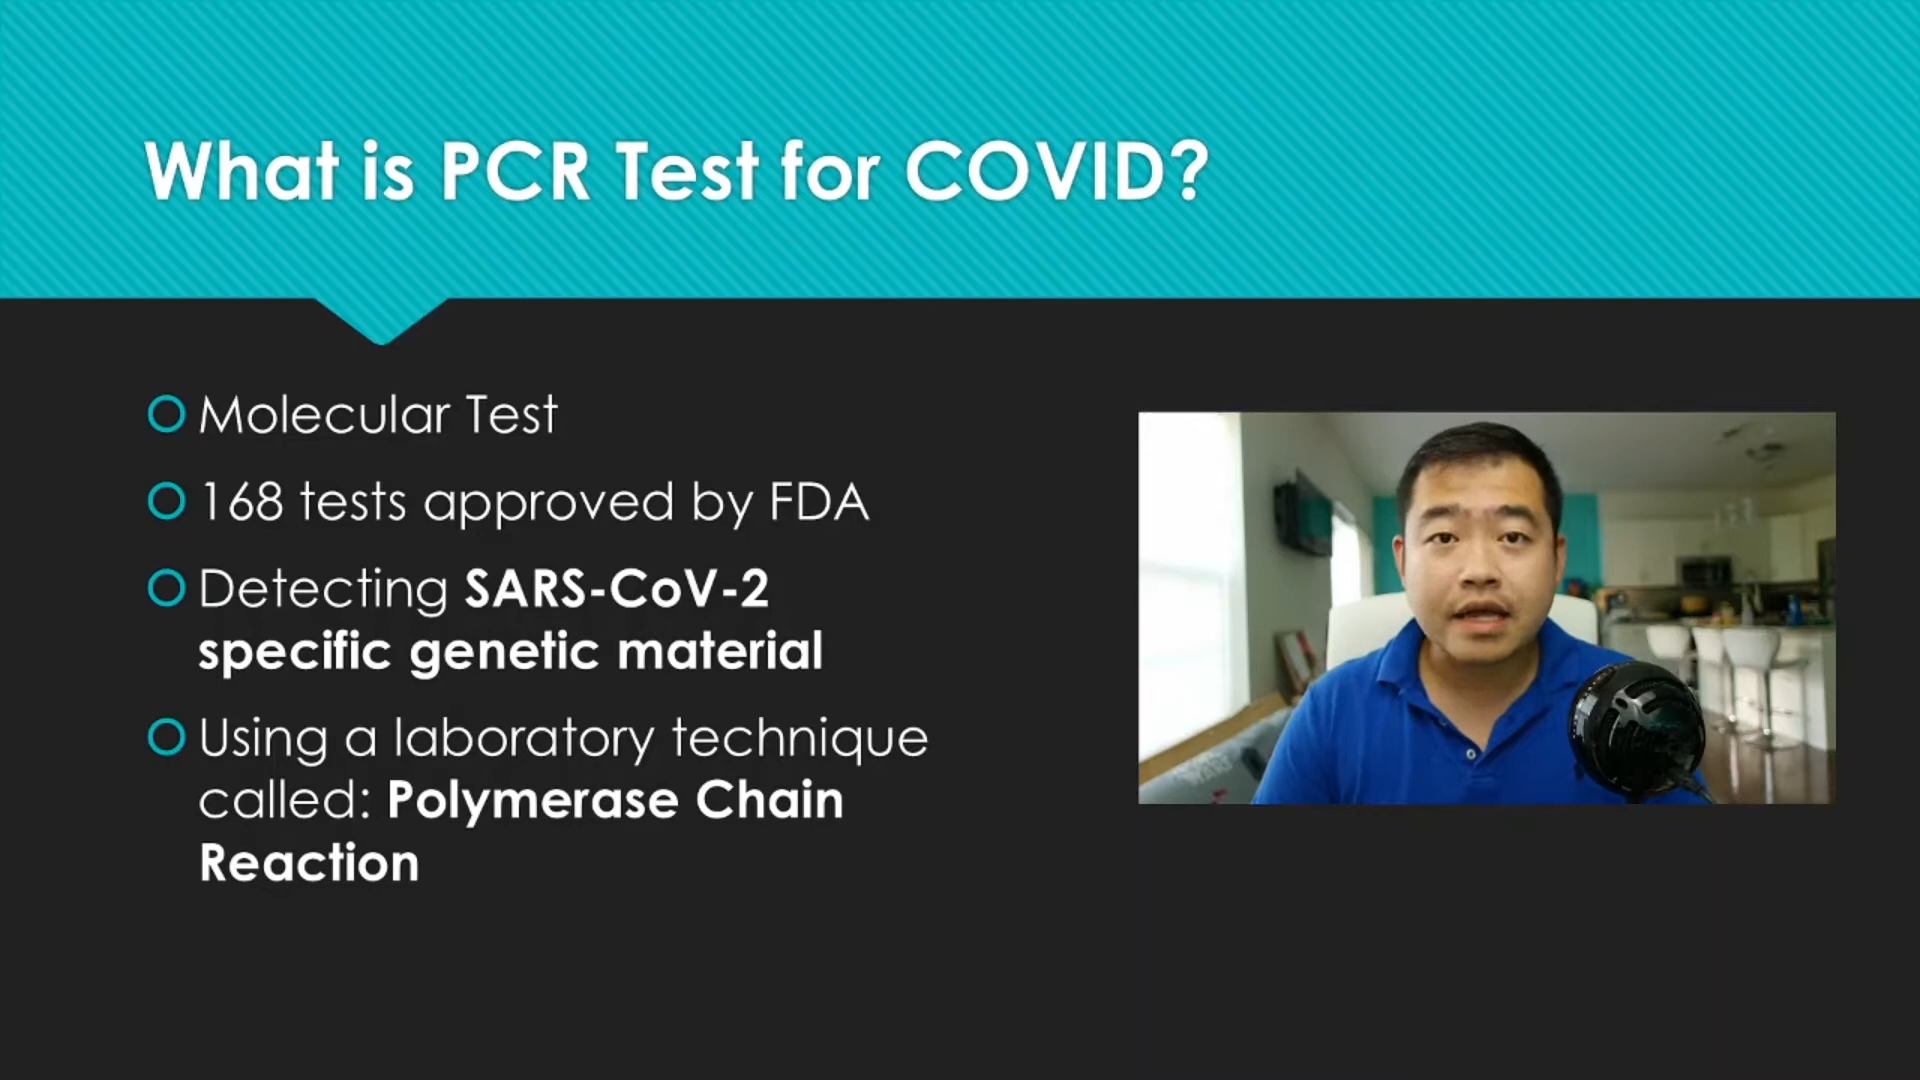 What is PCR Test for COVID?
Molecular Test
168 tests approved by FDA
Detecting SARS-CoV-2
specific genetic material
Using a laboratory technique
called: Polymerase Chain
Reaction